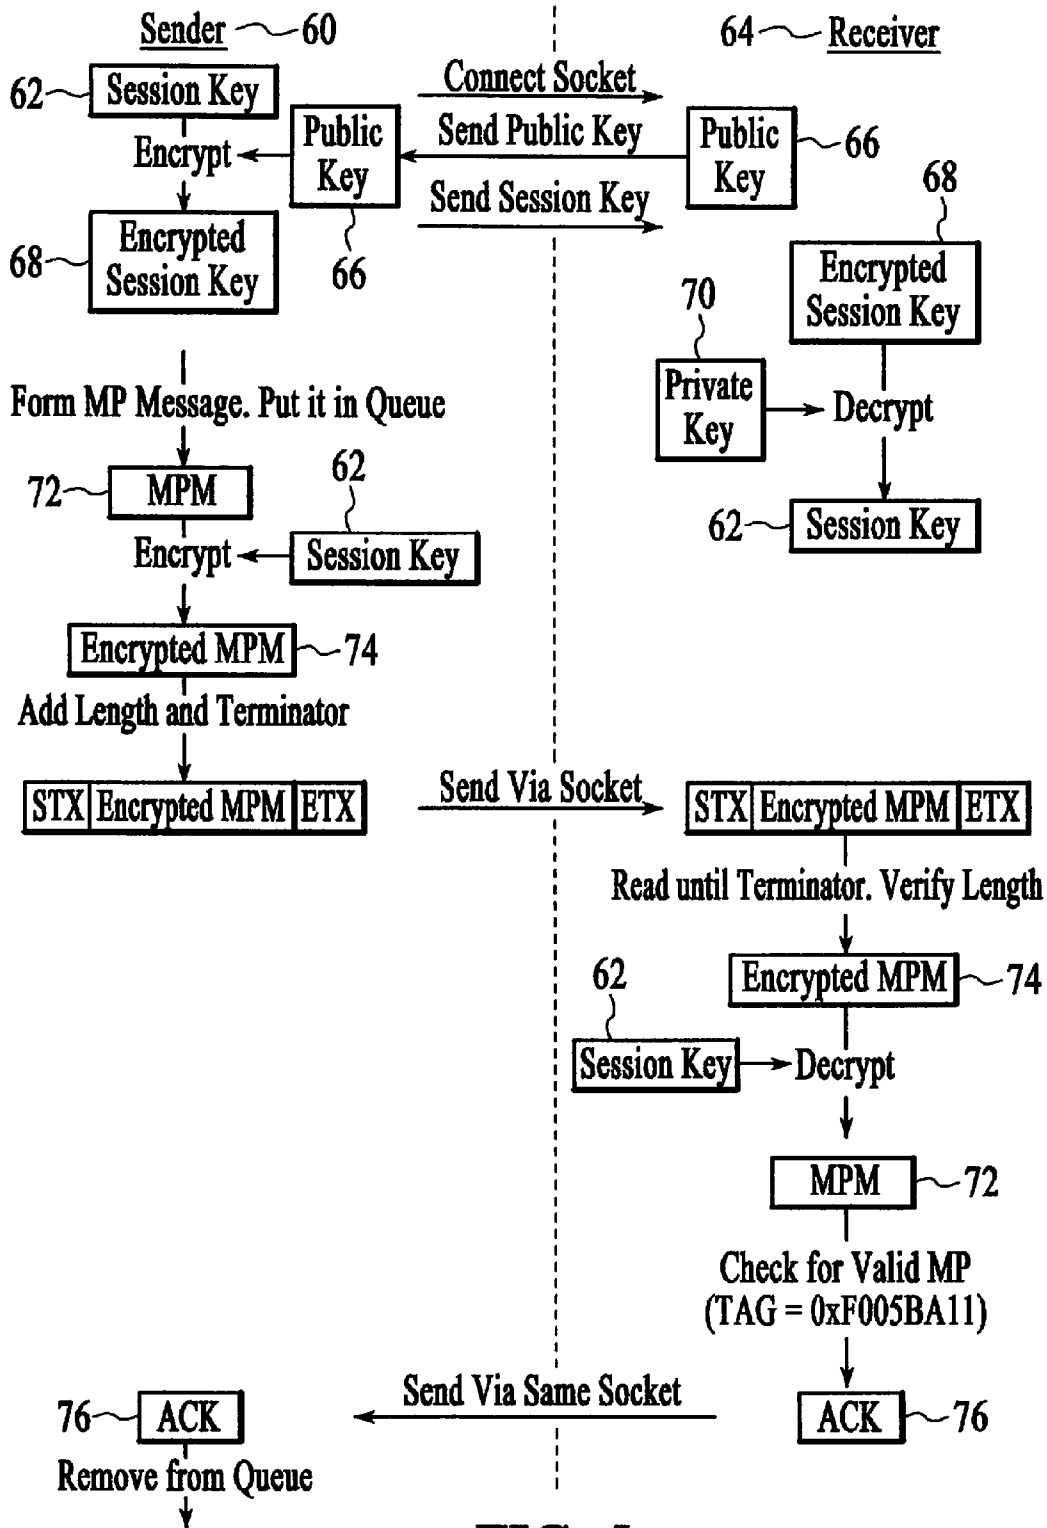 Sender 60
64 Receiver
62 Session Key
Connect Socket
Encrypt
Public Key
Send Public Key
Public Key
66
Send Session Key
66
68 Encrypted Session Key
68
Encrypted Session Key
70
Private Key
Decrypt
62 Session Key
Form MP Message. Put it in Queue
72 MPM
62
Encrypt
Session Key
Encrypted MPM 74
Add Length and Terminator
STX Encrypted MPM ETX
Send Via Socket
STX Encrypted MPM ETX
Read until Terminator. Verify Length
Encrypted MPM 74
62
Session Key
Decrypt
MPM 72
Check for Valid MP
(TAG = 0xF005BA11)
Send Via Same Socket
76 ACK
ACK 76
Remove from Queue